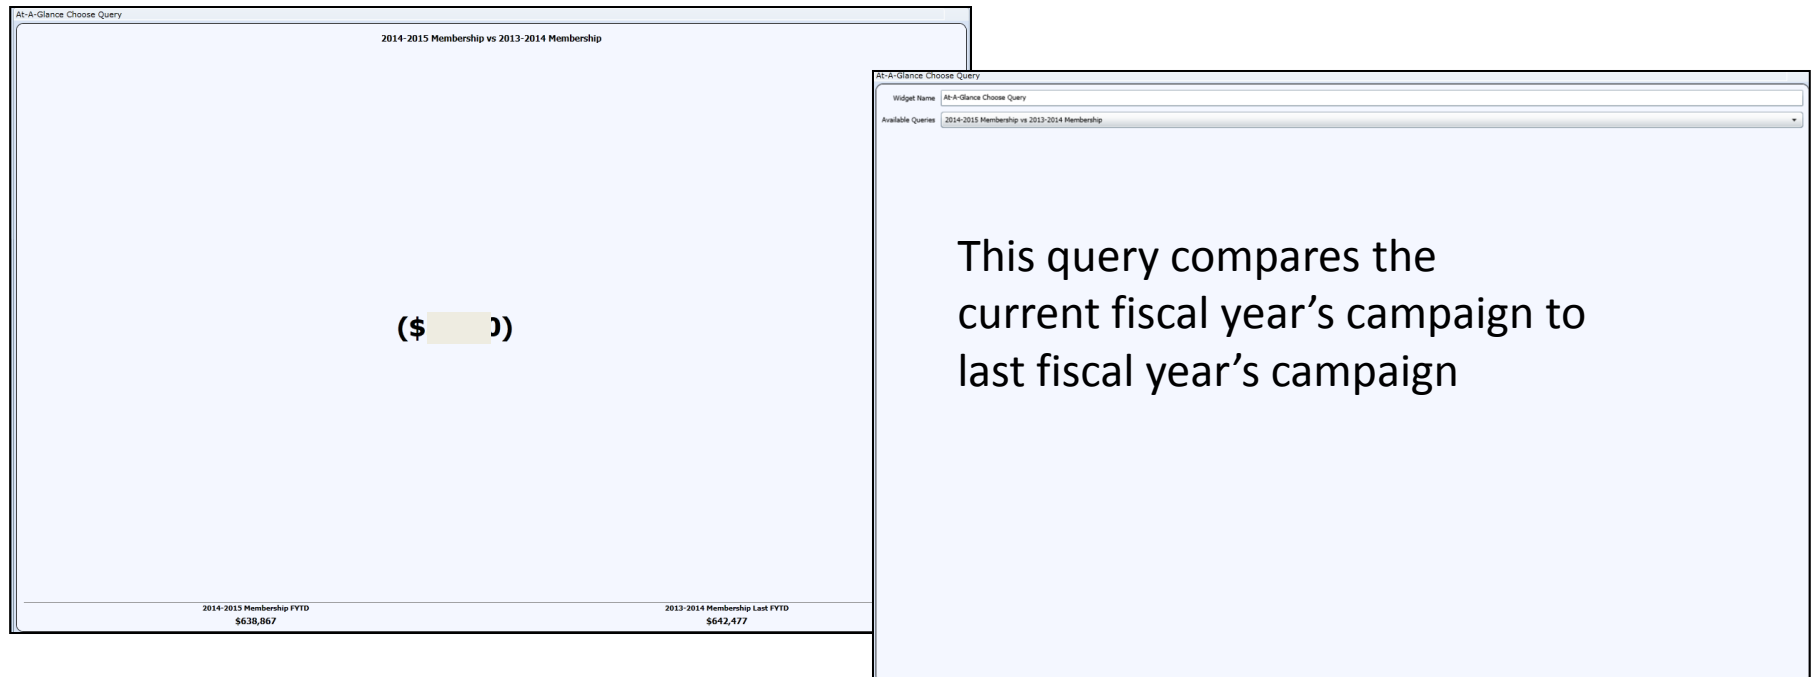 At-A-Glance Choose Query
2014-2015 Membership vs 2013-2014 Membership
($ 0)
2014-2015 Membership FYTD
2013-2014 Membership Last FYTD
$638,867
$642,477
At-A-Glance Choose Query
Widget Name At-A-Glance Choose Query
Available Queries 2014-2015 Membership vs 2013-2014 Membership
This query compares the
current fiscal year’s campaign to
last fiscal year’s campaign